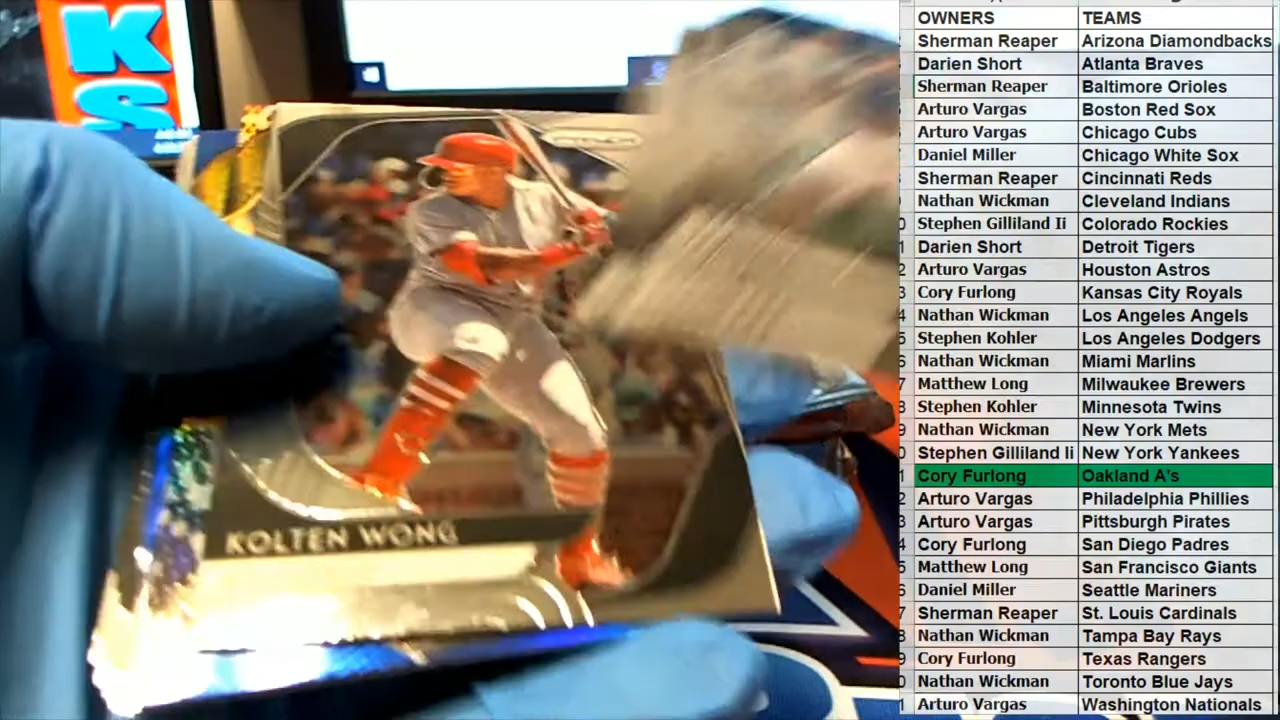 K
S
KOLTEN WONG
OWNERS TEAMS
Sherman Reaper Arizona Diamondbacks
Darien Short Atlanta Braves
Sherman Reaper Baltimore Orioles
Arturo Vargas Boston Red Sox
Arturo Vargas Chicago Cubs
Daniel Miller Chicago White Sox
Sherman Reaper Cincinnati Reds
Nathan Wickman Cleveland Indians
Stephen Gilliland Ii Colorado Rockies
Darien Short Detroit Tigers
Arturo Vargas Houston Astros
Cory Furlong Kansas City Royals
Nathan Wickman Los Angeles Angels
Stephen Kohler Los Angeles Dodgers
Nathan Wickman Miami Marlins
Matthew Long Milwaukee Brewers
Stephen Kohler Minnesota Twins
Nathan Wickman New York Mets
Stephen Gilliland Ii New York Yankees
Cory Furlong Oakland A's
Arturo Vargas Philadelphia Phillies
Arturo Vargas Pittsburgh Pirates
Cory Furlong San Diego Padres
Matthew Long San Francisco Giants
Daniel Miller Seattle Mariners
Sherman Reaper St. Louis Cardinals
Nathan Wickman Tampa Bay Rays
Cory Furlong Texas Rangers
Nathan Wickman Toronto Blue Jays
Arturo Vargas Washington Nationals